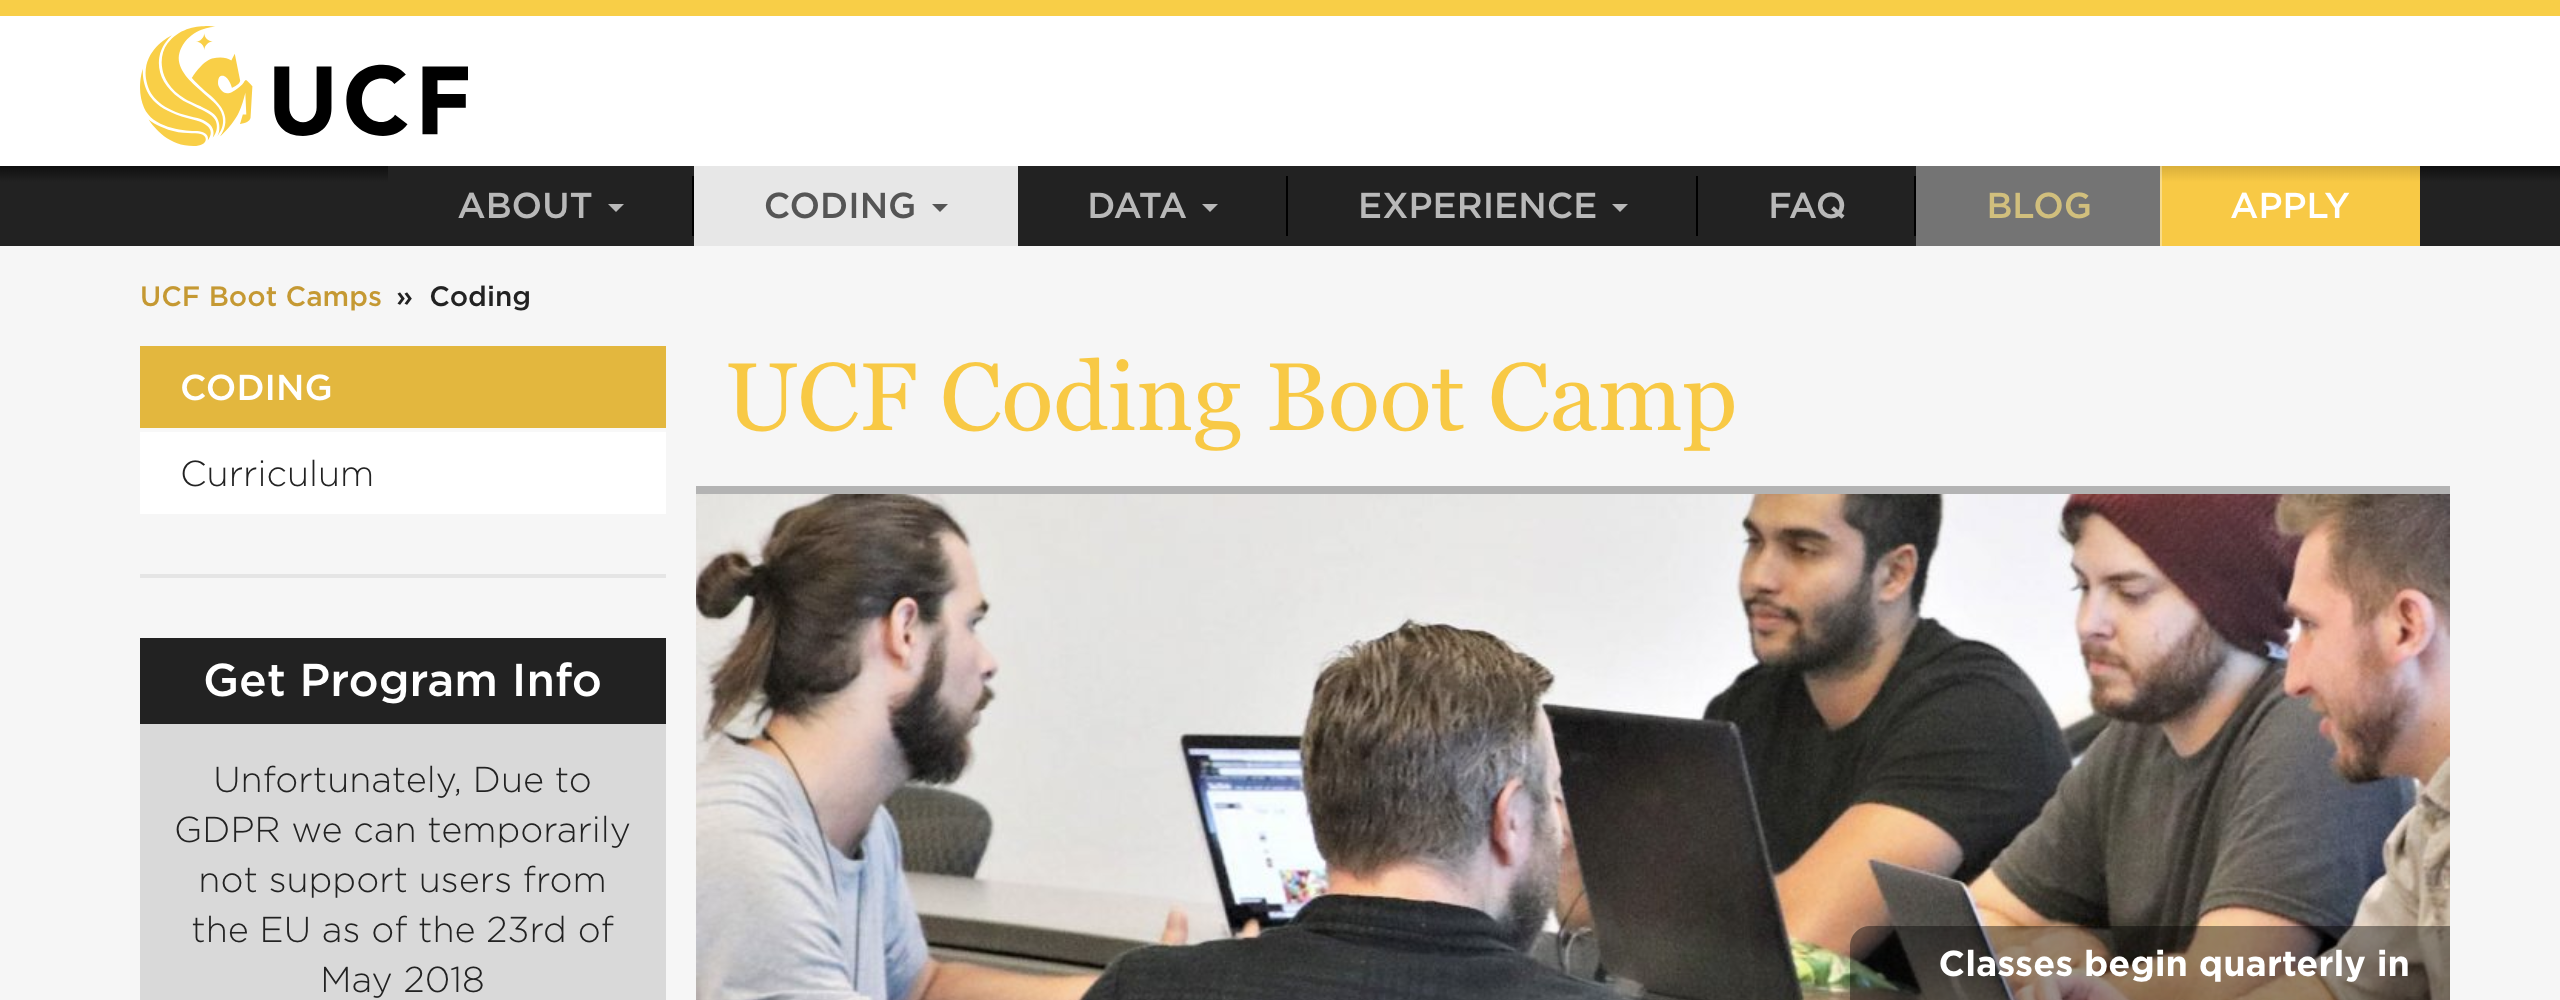 UCF
ABOUT
CODING
DATA
EXPERIENCE
FAQ
BLOG
APPLY
UCF Boot Camps » Coding
CODING
Curriculum
Get Program Info
Unfortunately, Due to
GDPR we can temporarily
not support users from
the EU as of the 23rd of
May 2018
UCF Coding Boot Camp
Classes begin quarterly in